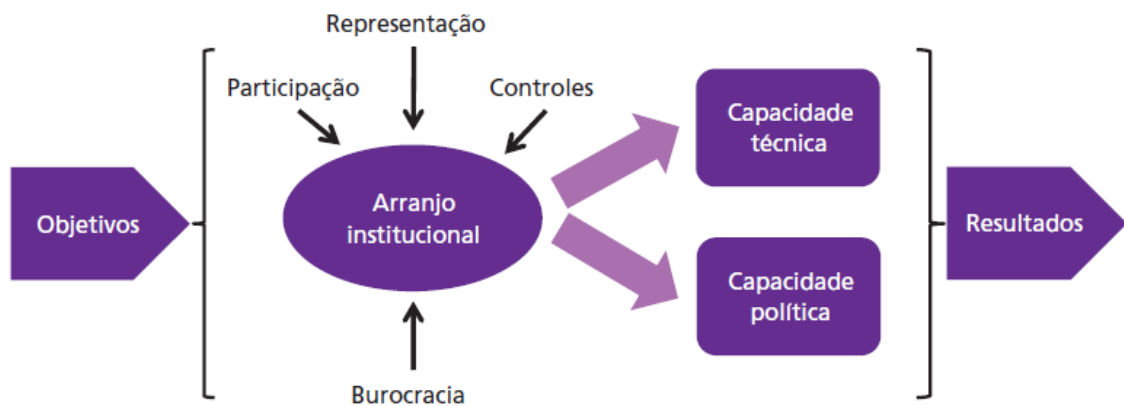 Representação
Participação
Controles
Objetivos
Arranjo
institucional
Burocracia
Capacidade
técnica
Capacidade
política
Resultados